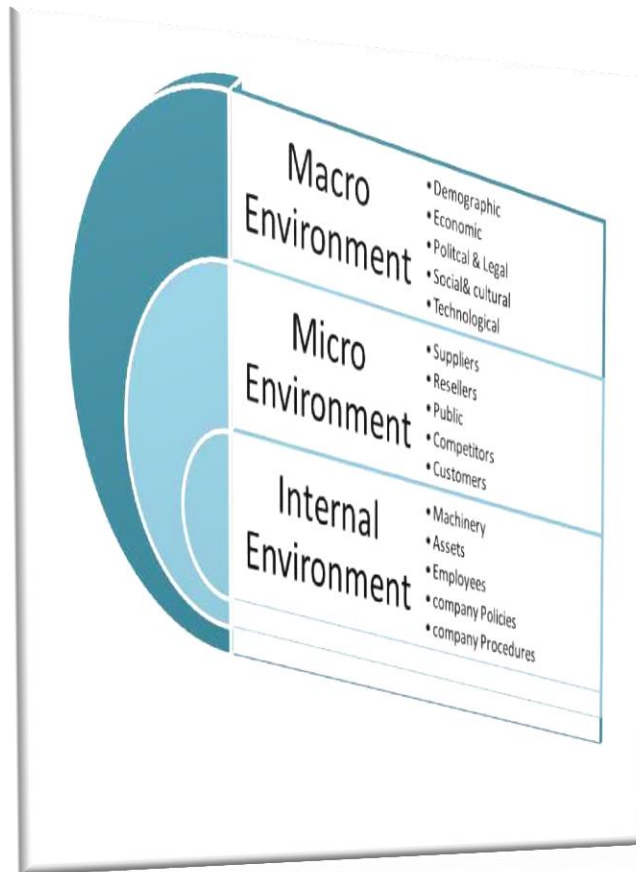 Macro
Environment
• Demographic
• Economic
• Politcal & Legal
• Social& cultural
• Technological
Micro
Environment
• Suppliers
• Resellers
• Public
• Competitors
• Customers
Internal
Environment
• Machinery
• Assets
• Employees
• company Policies
• company Procedures